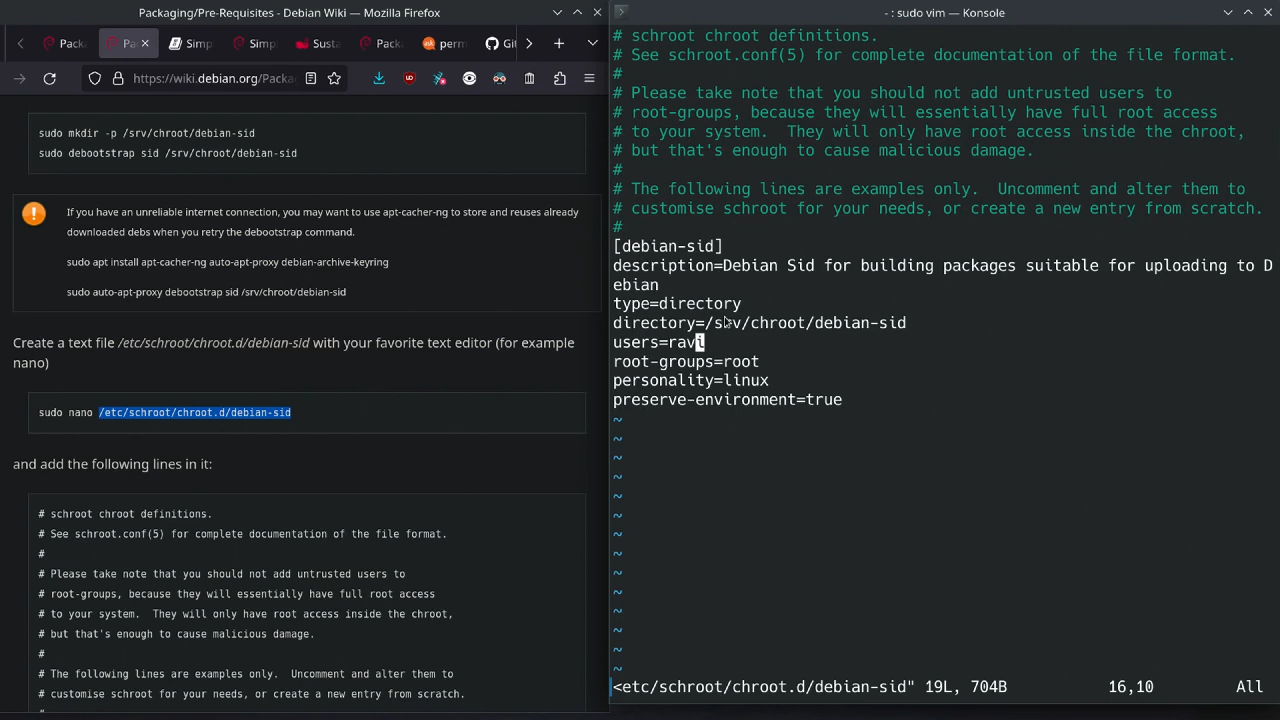 Packaging/Pre-Requisites - Debian Wiki — Mozilla Firefox
Packa
Pac
Simp
Simpl
Susta
Packa
perm
Git
https://wiki.debian.org/Packa
sudo mkdir -p /srv/chroot/debian-sid
sudo debootstrap sid /srv/chroot/debian-sid
If you have an unreliable internet connection, you may want to use apt-cacher-ng to store and reuses already
downloaded debs when you retry the debootstrap command.
sudo apt install apt-cacher-ng auto-apt-proxy debian-archive-keyring
sudo auto-apt-proxy debootstrap sid /srv/chroot/debian-sid
Create a text file /etc/schroot/chroot.d/debian-sid with your favorite text editor (for example
nano)
sudo nano /etc/schroot/chroot.d/debian-sid
and add the following lines in it:
# schroot chroot definitions.
# See schroot.conf(5) for complete documentation of the file format.
#
# Please take note that you should not add untrusted users to
# root-groups, because they will essentially have full root access
# to your system.  They will only have root access inside the chroot,
# but that's enough to cause malicious damage.
#
# The following lines are examples only.  Uncomment and alter them to
# customise schroot for your needs, or create a new entry from scratch.
- : sudo vim — Konsole
# schroot chroot definitions.
# See schroot.conf(5) for complete documentation of the file format.
#
# Please take note that you should not add untrusted users to
# root-groups, because they will essentially have full root access
# to your system.  They will only have root access inside the chroot,
# but that's enough to cause malicious damage.
#
# The following lines are examples only.  Uncomment and alter them to
# customise schroot for your needs, or create a new entry from scratch.
#
[debian-sid]
description=Debian Sid for building packages suitable for uploading to D
ebian
type=directory
directory=/srv/chroot/debian-sid
users=ravi
root-groups=root
personality=linux
preserve-environment=true
~
~
~
~
~
~
~
~
~
~
~
~
~
~
<etc/schroot/chroot.d/debian-sid" 19L, 704B 16,10 All